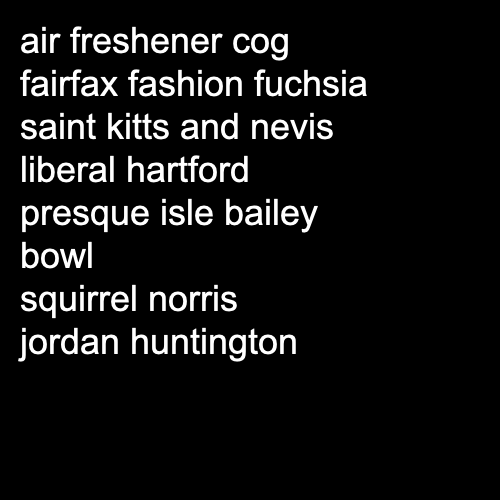 air freshener cog
fairfax fashion fuchsia
saint kitts and nevis
liberal hartford
presque isle bailey
bowl
squirrel norris
jordan huntington